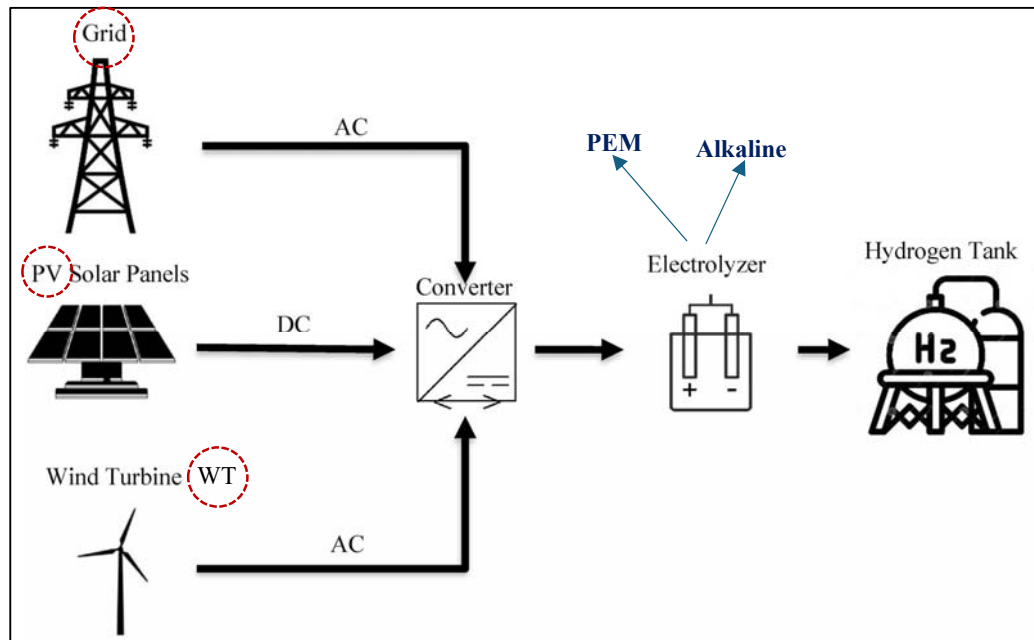 Grid
AC
PEM
Alkaline
PV Solar Panels
DC
Converter
Electrolyzer
+ -
Hydrogen Tank
H2
Wind Turbine WT
AC